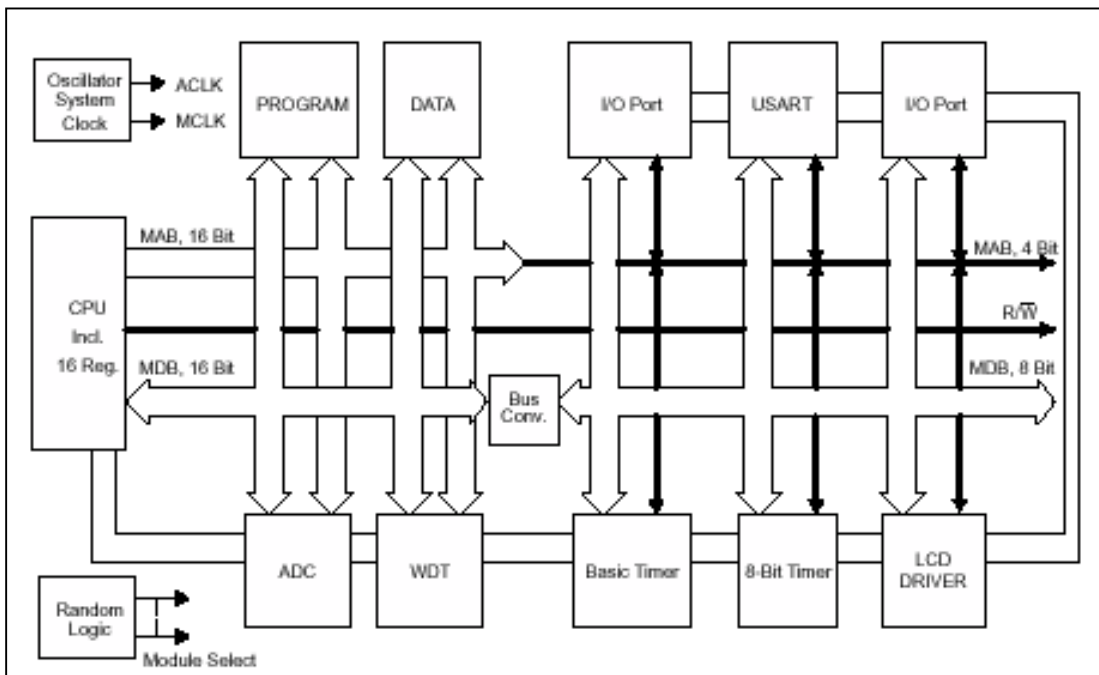 Oscillator
System
Clock
ACLK
MCLK
PROGRAM
DATA
I/O Port
USART
I/O Port
MAB, 16 Bit
MAB, 4 Bit
CPU
Incl.
16 Reg.
R/W̅
MDB, 16 Bit
Bus
Conv.
MDB, 8 Bit
ADC
WDT
Basic Timer
8-Bit Timer
LCD
DRIVER
Random
Logic
Module Select